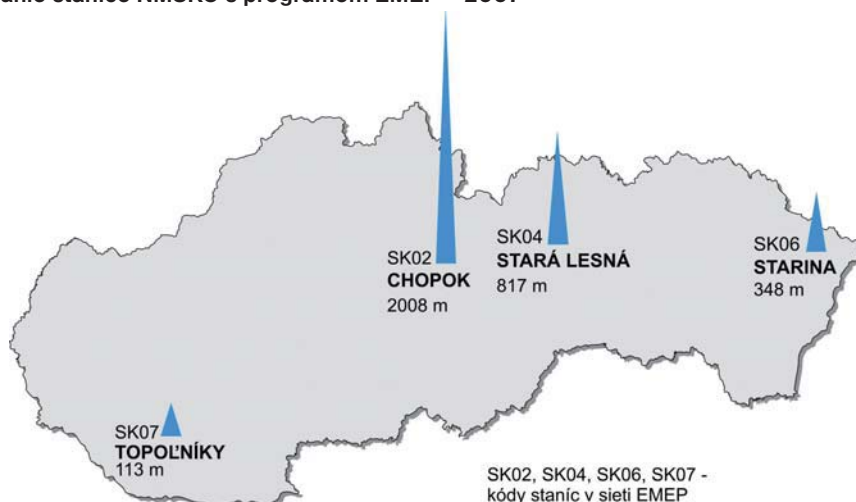 SK02
CHOPOK
2008 m
SK04
STARÁ LESNÁ
817 m
SK06
STARINA
348 m
SK07
TOPOĽNÍKY
113 m
SK02, SK04, SK06, SK07 -
kódy staníc v sieti EMEP